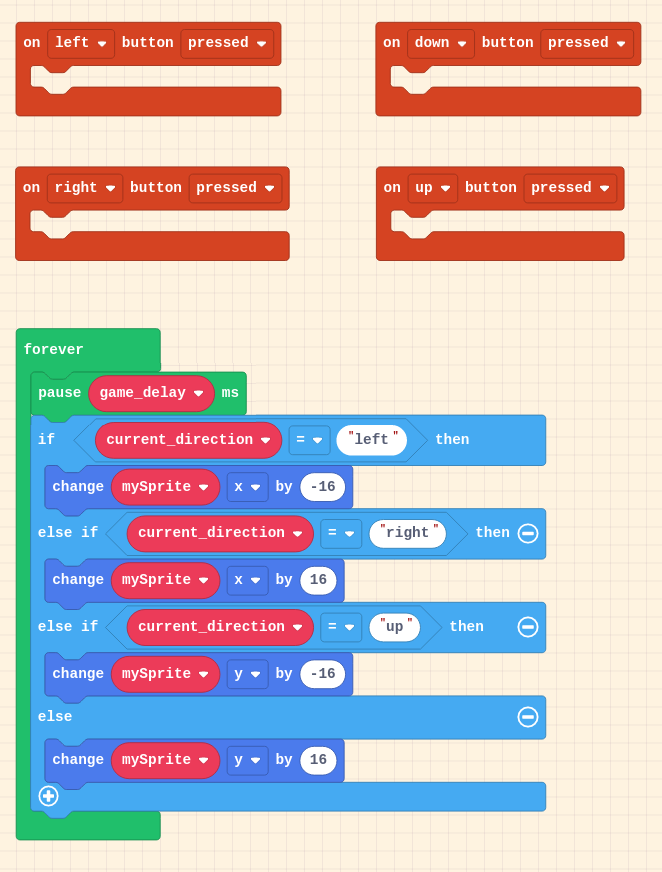 on left button pressed
on down button pressed
on right button pressed
on up button pressed
forever
pause game_delay ms
if current_direction = "left" then
change mySprite x by -16
else if current_direction = "right" then
change mySprite x by 16
else if current_direction = "up" then
change mySprite y by -16
else
change mySprite y by 16